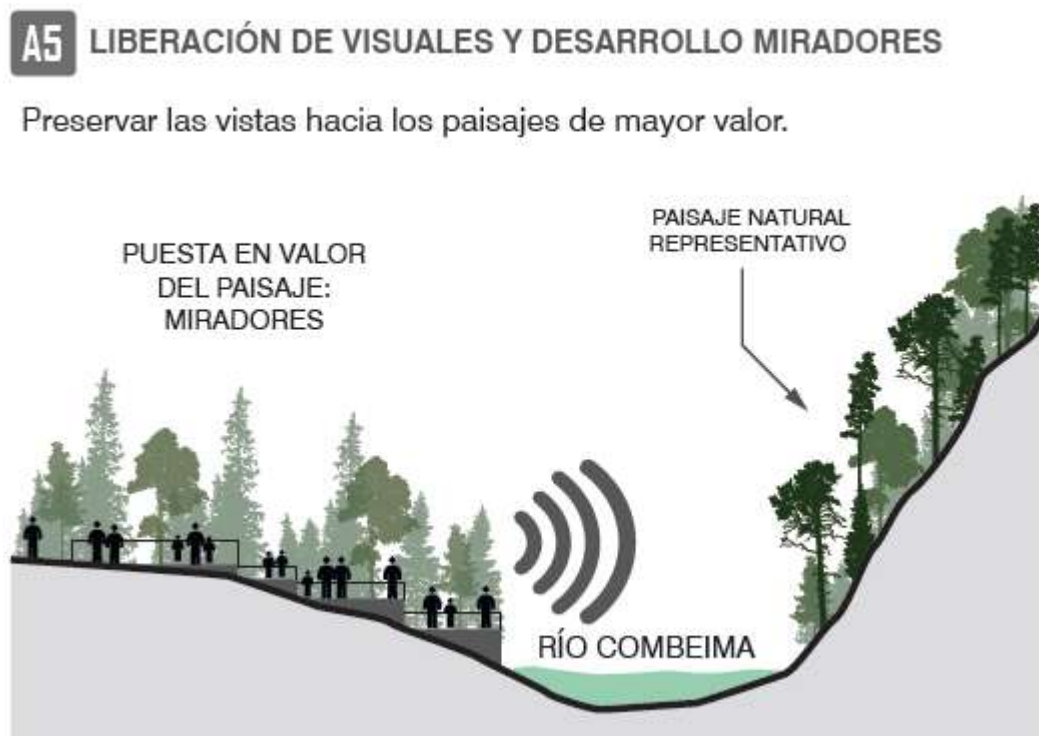 A5 LIBERACIÓN DE VISUALES Y DESARROLLO MIRADORES
Preservar las vistas hacia los paisajes de mayor valor.
PUESTA EN VALOR
DEL PAISAJE:
MIRADORES
PAISAJE NATURAL
REPRESENTATIVO
RÍO COMBEIMA